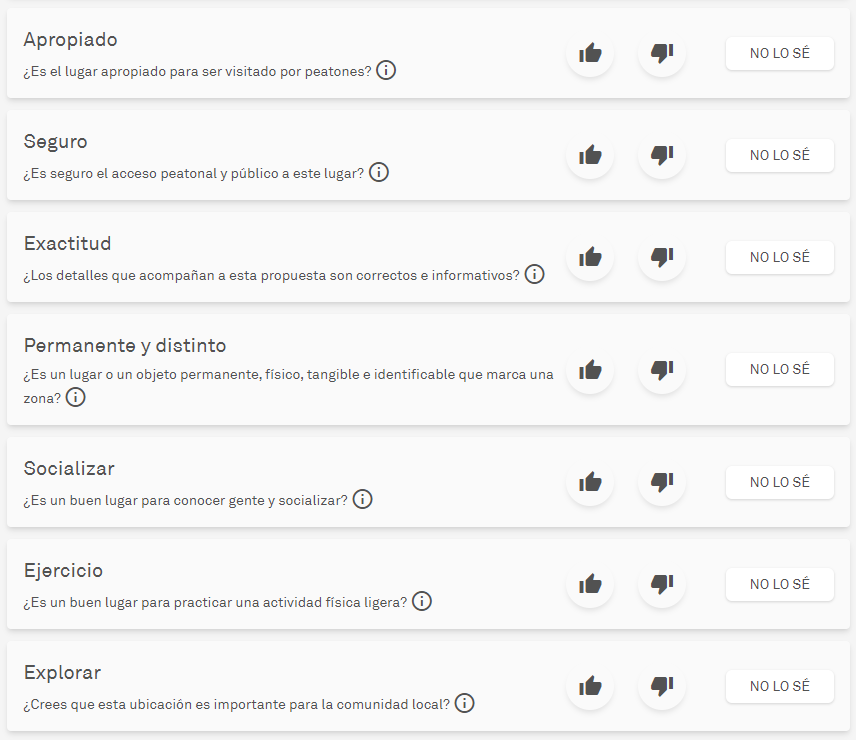 Apropiado
¿Es el lugar apropiado para ser visitado por peatones?
NO LO SÉ
Seguro
¿Es seguro el acceso peatonal y público a este lugar?
NO LO SÉ
Exactitud
¿Los detalles que acompañan a esta propuesta son correctos e informativos?
NO LO SÉ
Permanente y distinto
¿Es un lugar o un objeto permanente, físico, tangible e identificable que marca una
zona?
NO LO SÉ
Socializar
¿Es un buen lugar para conocer gente y socializar?
NO LO SÉ
Ejercicio
¿Es un buen lugar para practicar una actividad física ligera?
NO LO SÉ
Explorar
¿Crees que esta ubicación es importante para la comunidad local?
NO LO SÉ